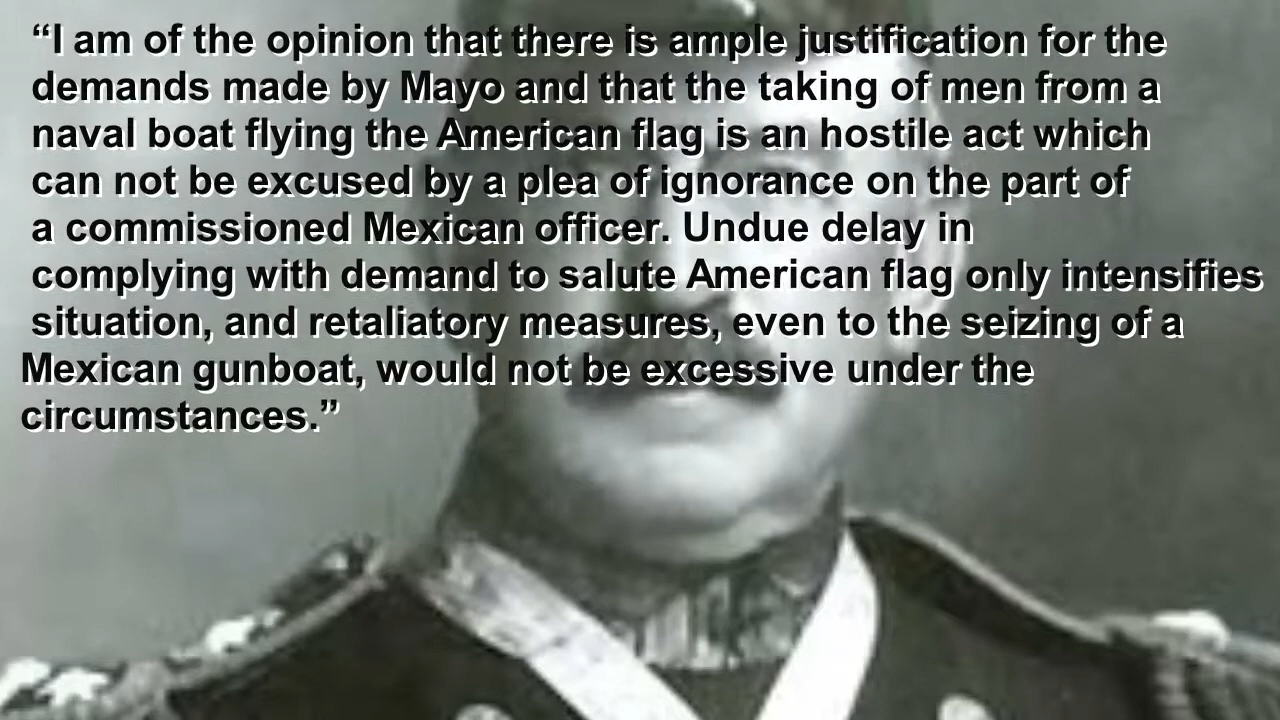 “I am of the opinion that there is ample justification for the
demands made by Mayo and that the taking of men from a
naval boat flying the American flag is an hostile act which
can not be excused by a plea of ignorance on the part of
a commissioned Mexican officer. Undue delay in
complying with demand to salute American flag only intensifies
situation, and retaliatory measures, even to the seizing of a
Mexican gunboat, would not be excessive under the
circumstances.”